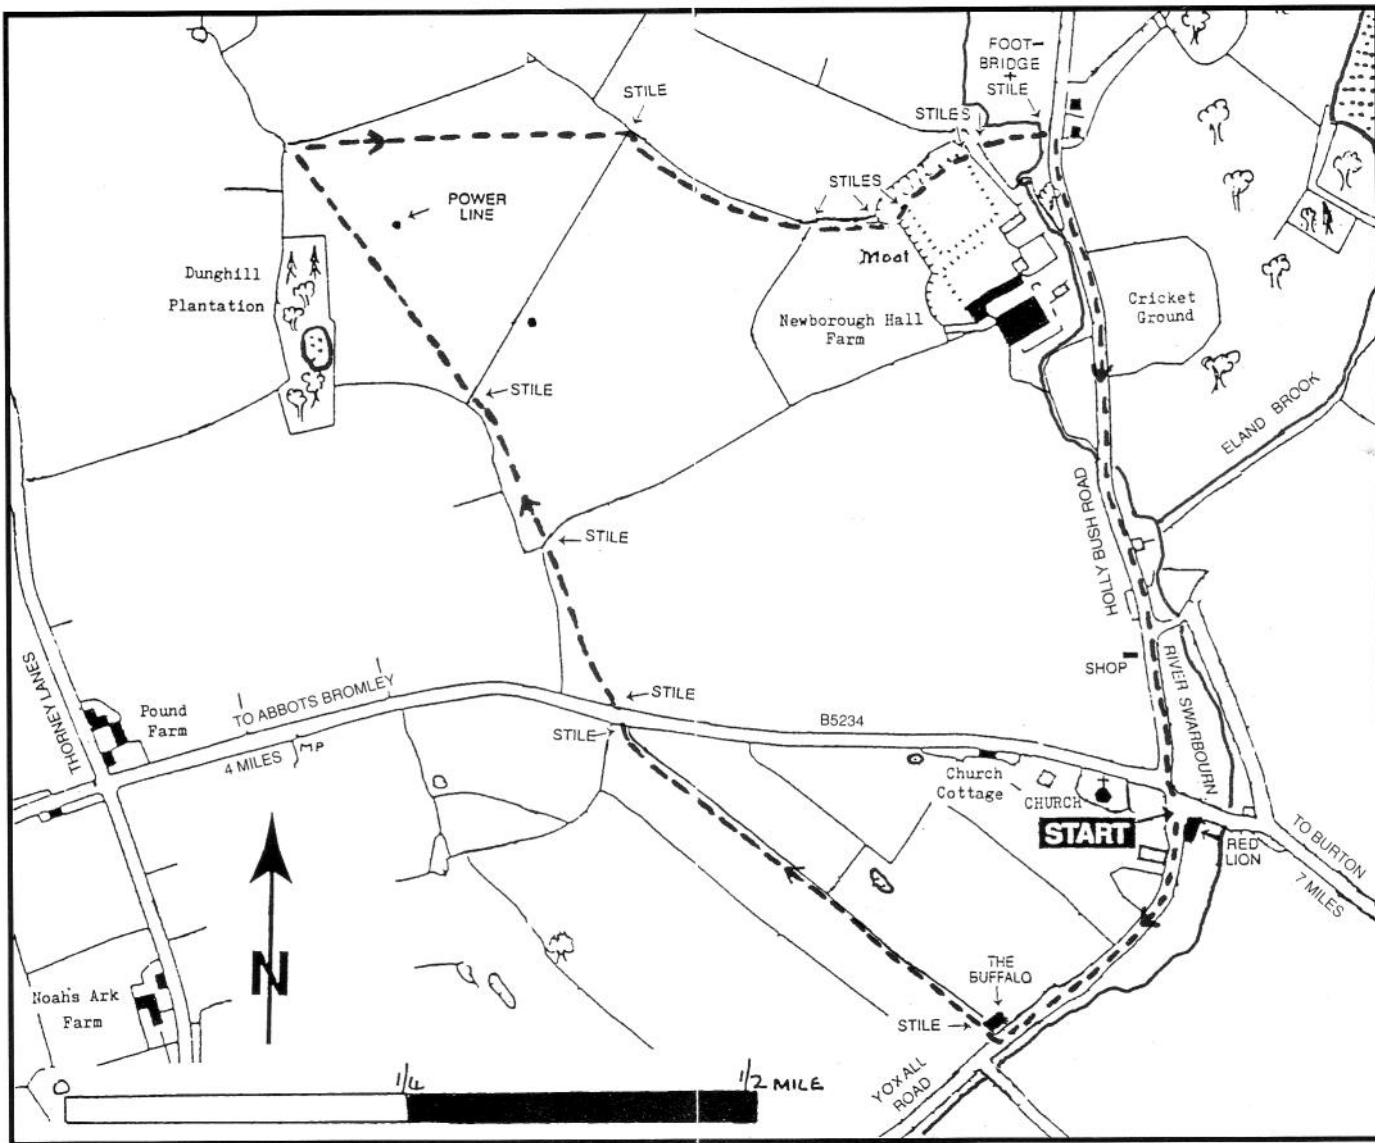 FOOT-
BRIDGE
+
STILE
STILE
STILES
STILES
POWER
LINE
Moat
Dunghill
Plantation
Newborough Hall
Farm
Cricket
Ground
STILE
ELAND BROOK
HOLLY BUSH ROAD
STILE
THORNEY LANES
SHOP
RIVER SWARBOURN
STILE
Pound
Farm
TO ABBOTS BROMLEY
4 MILES
MP
STILE
B5234
Church
Cottage
CHURCH
START
RED
LION
TO BURTON
7 MILES
N
THE
BUFFALO
Noahs Ark
Farm
STILE
YOXALL
ROAD
0
1/4
1/2 MILE